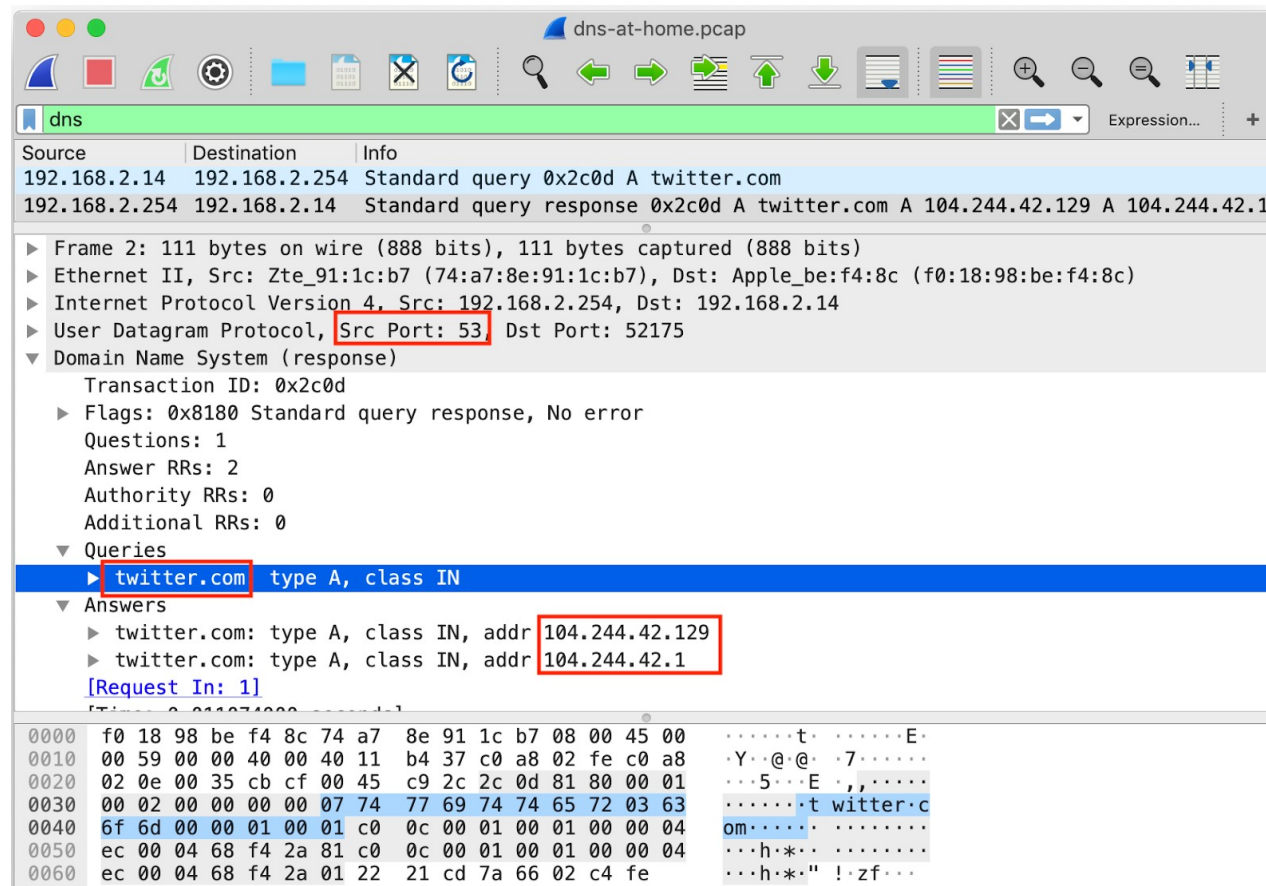 dns-at-home.pcap
dns
Expression... +
Source Destination Info
192.168.2.14 192.168.2.254 Standard query 0x2c0d A twitter.com
192.168.2.254 192.168.2.14 Standard query response 0x2c0d A twitter.com A 104.244.42.129 A 104.244.42.1
Frame 2: 111 bytes on wire (888 bits), 111 bytes captured (888 bits)
Ethernet II, Src: Zte_91:1c:b7 (74:a7:8e:91:1c:b7), Dst: Apple_be:f4:8c (f0:18:98:be:f4:8c)
Internet Protocol Version 4, Src: 192.168.2.254, Dst: 192.168.2.14
User Datagram Protocol, Src Port: 53, Dst Port: 52175
Domain Name System (response)
Transaction ID: 0x2c0d
Flags: 0x8180 Standard query response, No error
Questions: 1
Answer RRs: 2
Authority RRs: 0
Additional RRs: 0
Queries
twitter.com type A, class IN
Answers
twitter.com: type A, class IN, addr 104.244.42.129
twitter.com: type A, class IN, addr 104.244.42.1
[Request In: 1]
0000 f0 18 98 be f4 8c 74 a7 8e 91 1c b7 08 00 45 00 ······t· ······E·
0010 00 59 00 00 40 00 40 11 b4 37 c0 a8 02 fe c0 a8 ·Y··@·@· ·7······
0020 02 0e 00 35 cb cf 00 45 c9 2c 2c 0d 81 80 00 01 ···5···E ·,,·····
0030 00 02 00 00 00 00 07 74 77 69 74 74 65 72 03 63 ·······t witter·c
0040 6f 6d 00 00 01 00 01 c0 0c 00 01 00 01 00 00 04 om······ ········
0050 ec 00 04 68 f4 2a 81 c0 0c 00 01 00 01 00 00 04 ···h·*·· ········
0060 ec 00 04 68 f4 2a 01 22 21 cd 7a 66 02 c4 fe ···h·*·" !·zf···